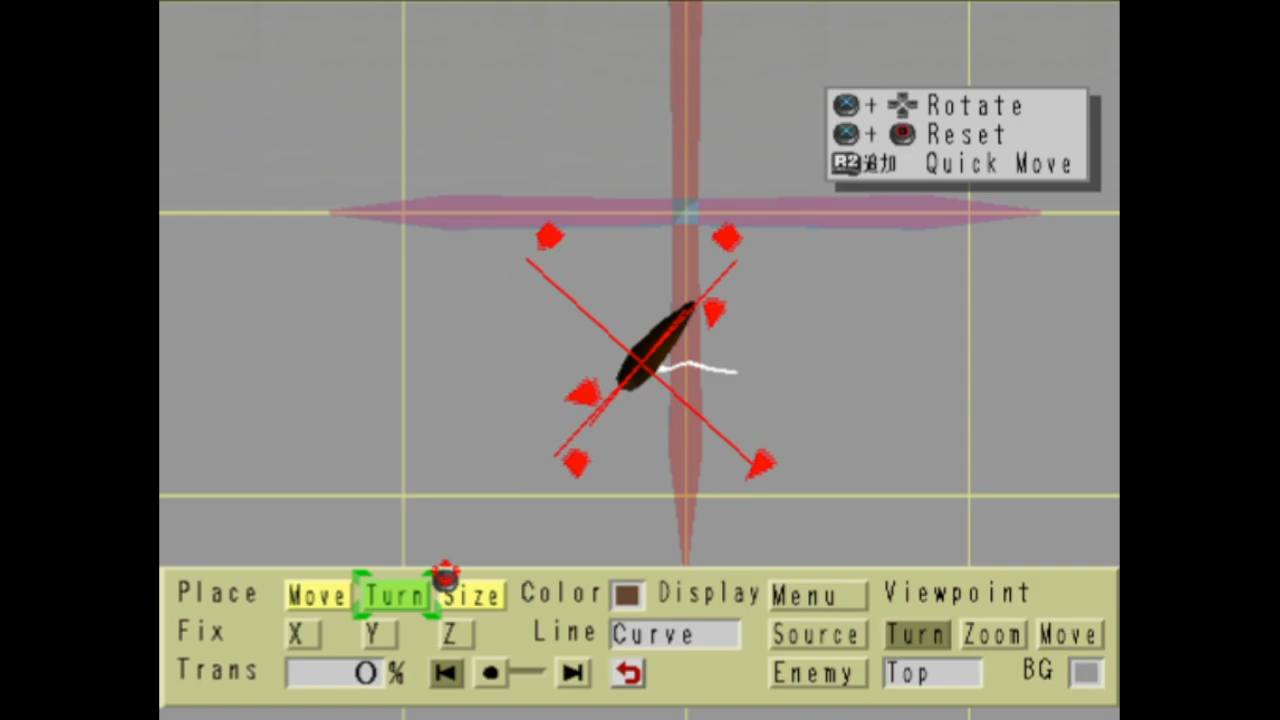 + Rotate
+ Reset
R2追加 Quick Move
Place Move Turn Size Color Display Menu Viewpoint
Fix X Y Z Line Curve Source Turn Zoom Move
Trans 0% Enemy Top BG